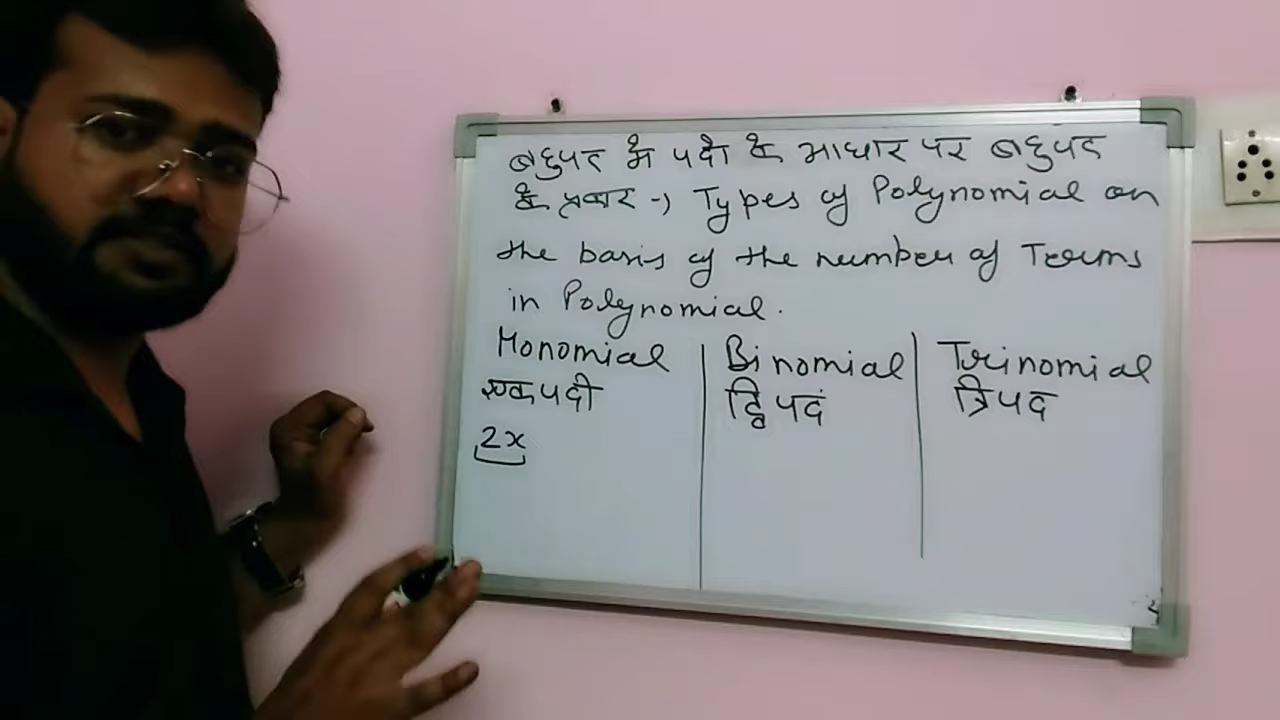 बहुपद में पदों के आधार पर बहुपद
के प्रकार -> Types of Polynomial on
the basis of the number of Terms
in Polynomial.
Monomial Binomial Trinomial
एकपदी द्विपद त्रिपद
2x